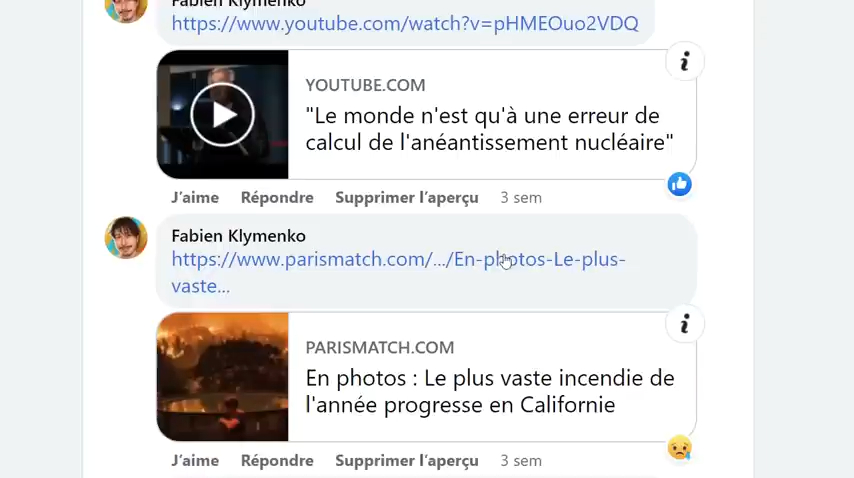 Fabien Klymenko
https://www.youtube.com/watch?v=pHMEOuo2VDQ
YOUTUBE.COM
"Le monde n'est qu'à une erreur de
calcul de l'anéantissement nucléaire"
J'aime Répondre Supprimer l'aperçu 3 sem
Fabien Klymenko
https://www.parismatch.com/.../En-photos-Le-plus-
vaste...
PARISMATCH.COM
En photos : Le plus vaste incendie de
l'année progresse en Californie
J'aime Répondre Supprimer l'aperçu 3 sem